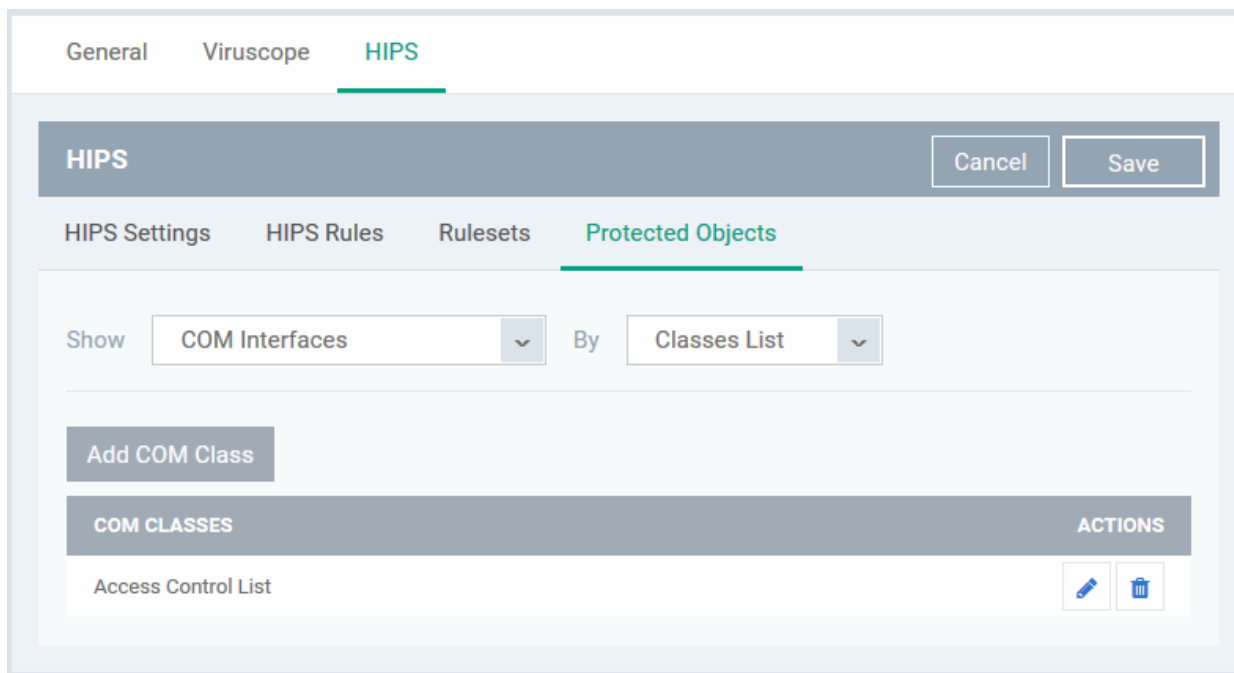 General Viruscope HIPS
HIPS Cancel Save
HIPS Settings HIPS Rules Rulesets Protected Objects
Show COM Interfaces By Classes List
Add COM Class
COM CLASSES ACTIONS
Access Control List